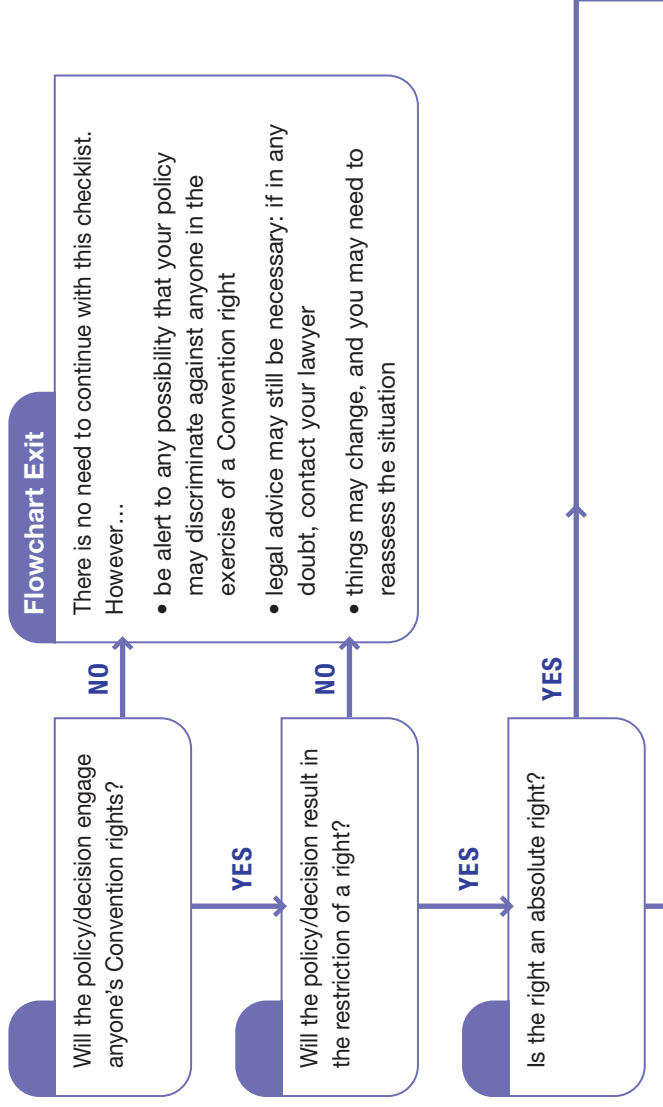 Flowchart Exit
Will the policy/decision engage
anyone's Convention rights?
NO
There is no need to continue with this checklist.
However…
• be alert to any possibility that your policy
may discriminate against anyone in the
exercise of a Convention right
• legal advice may still be necessary: if in any
doubt, contact your lawyer
• things may change, and you may need to
reassess the situation
YES
Will the policy/decision result in
the restriction of a right?
NO
YES
Is the right an absolute right?
YES